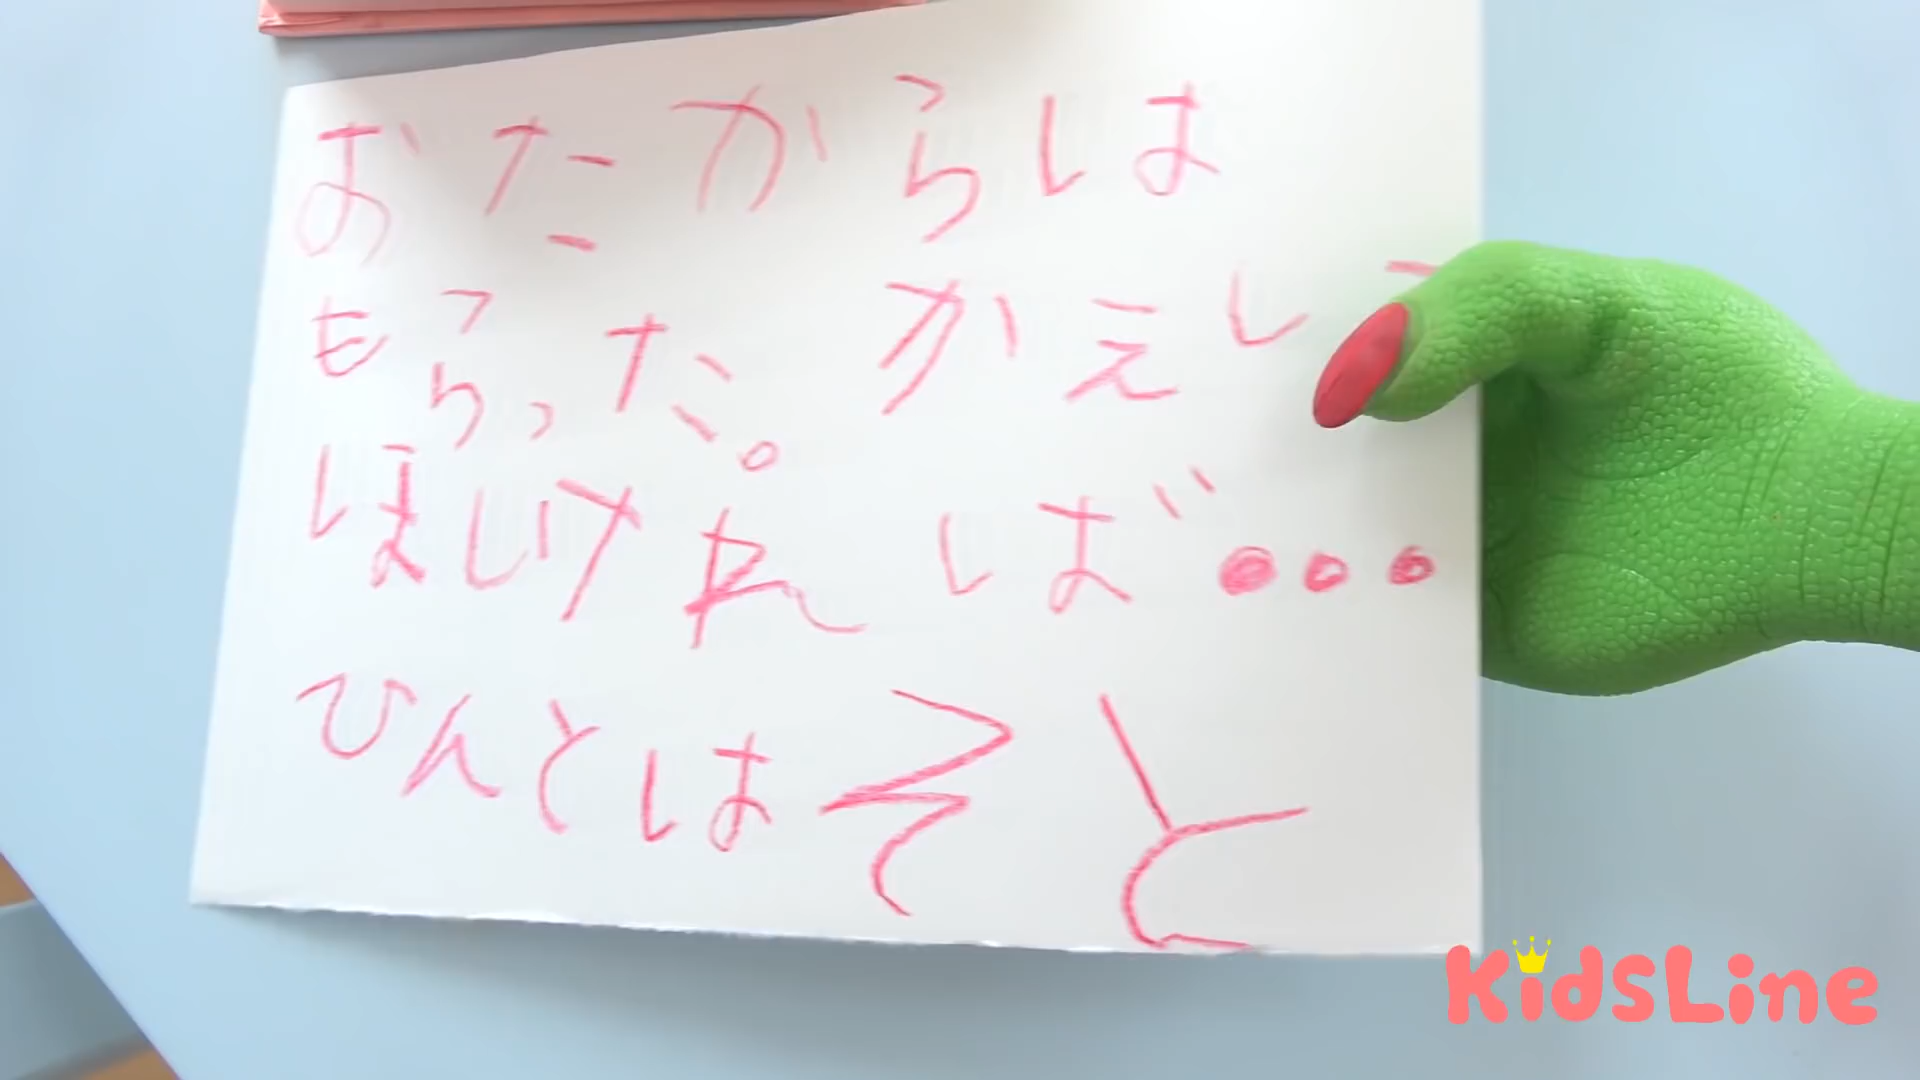 おたからは
もらった。かえし
ほしければ・・・
ひんとはそと
KidsLine